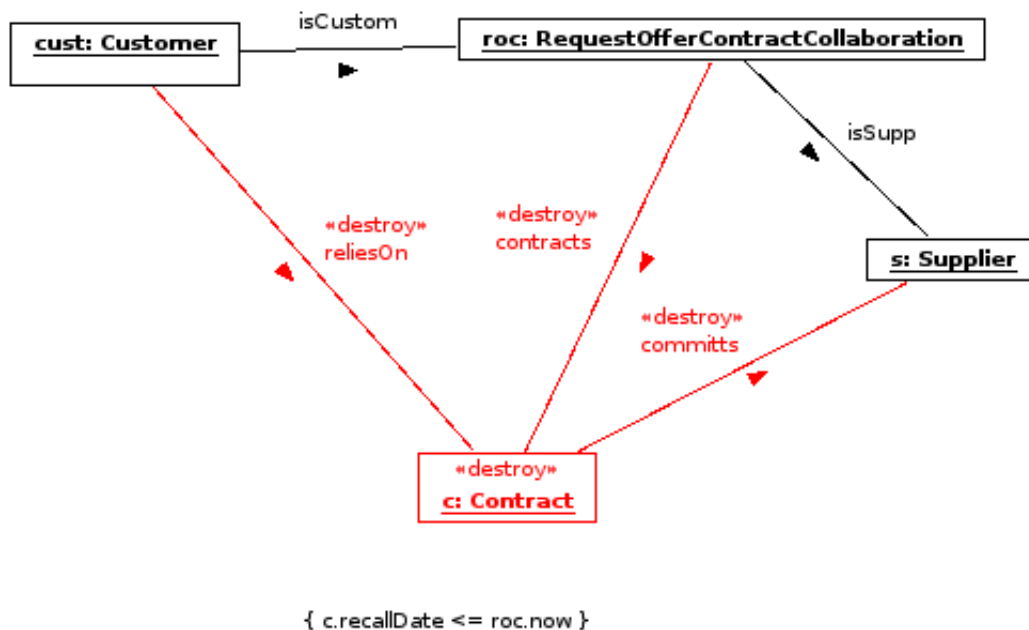 isCustom
cust: Customer
roc: RequestOfferContractCollaboration
isSupp
«destroy»
reliesOn
«destroy»
contracts
s: Supplier
«destroy»
committs
«destroy»
c: Contract
{ c.recallDate <= roc.now }